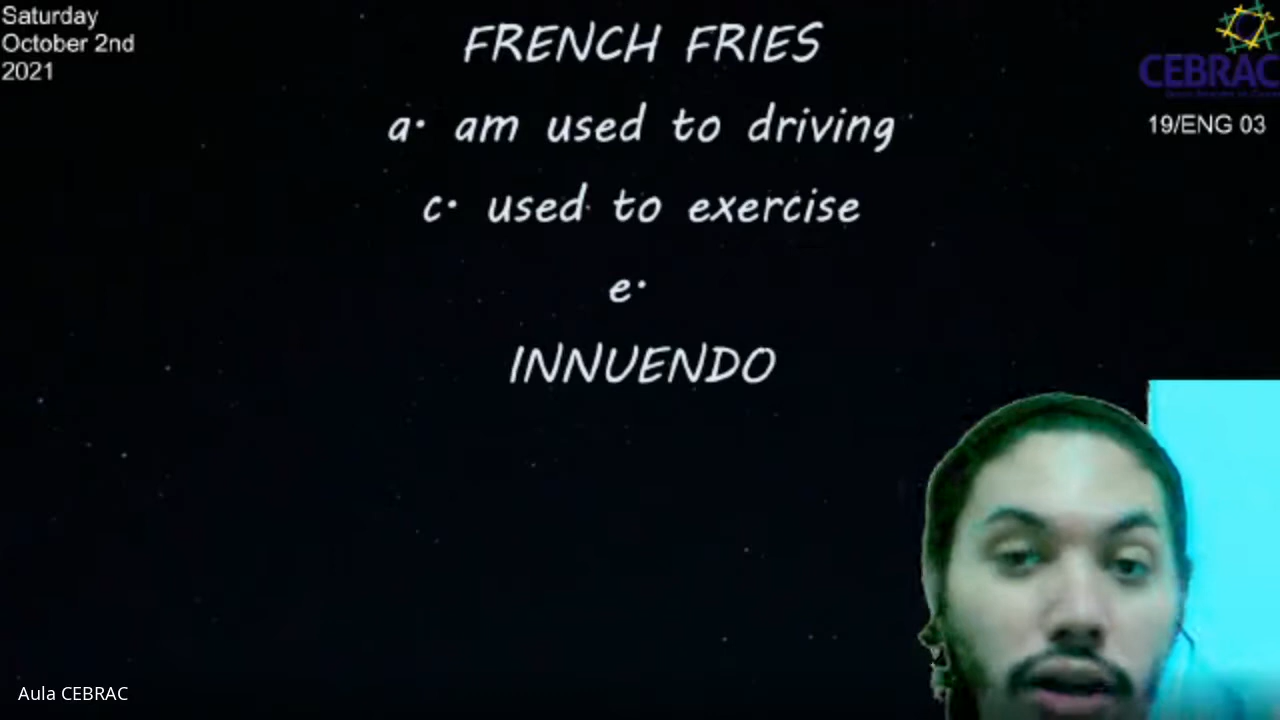 Saturday
October 2nd
2021
FRENCH FRIES
a. am used to driving
c. used to exercise
e.
INNUENDO
CEBRAC
19/ENG 03
Aula CEBRAC